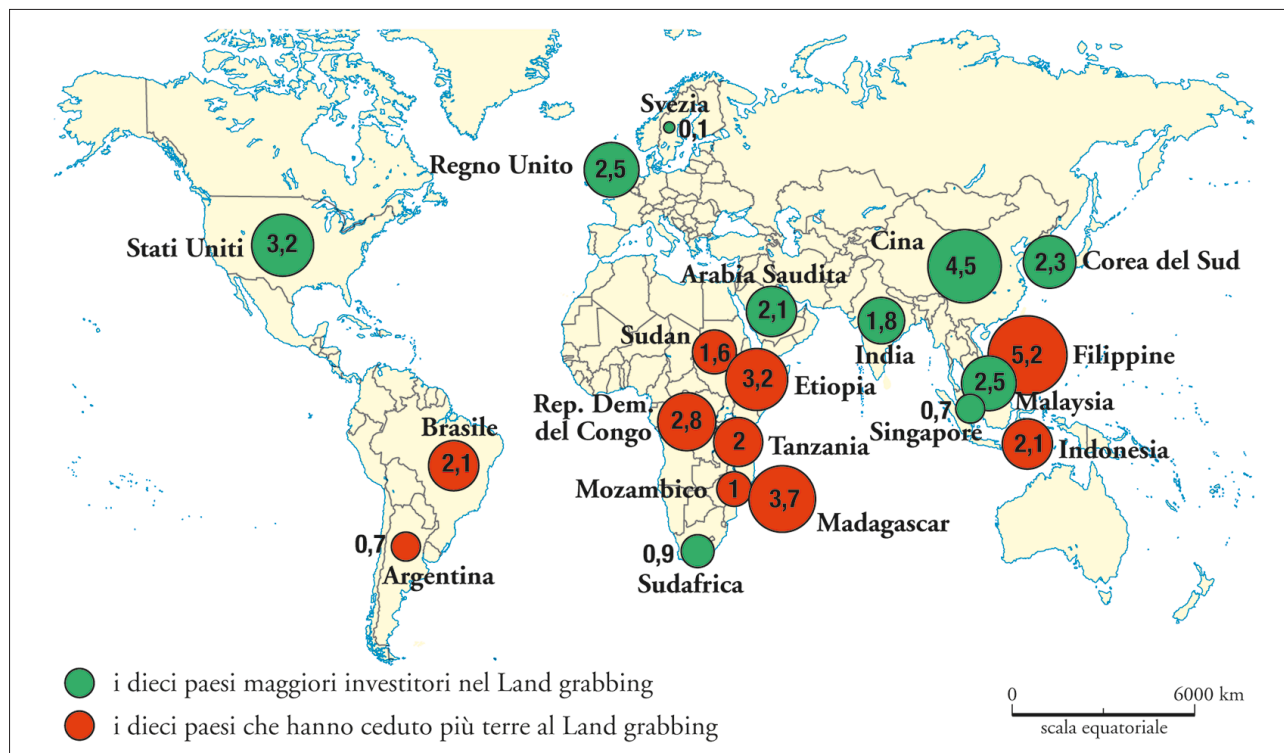 Svezia
0,1
Regno Unito
2,5
Stati Uniti
3,2
Cina
4,5
2,3
Corea del Sud
Arabia Saudita
2,1
1,8
India
Sudan
1,6
3,2
Etiopia
5,2
Filippine
2,5
Malaysia
0,7
Singapore
Rep. Dem.
del Congo
2,8
2
Tanzania
2,1
Indonesia
Brasile
2,1
Mozambico
1
3,7
Madagascar
0,7
Argentina
0,9
Sudafrica
i dieci paesi maggiori investitori nel Land grabbing
i dieci paesi che hanno ceduto più terre al Land grabbing
0
6000 km
scala equatoriale